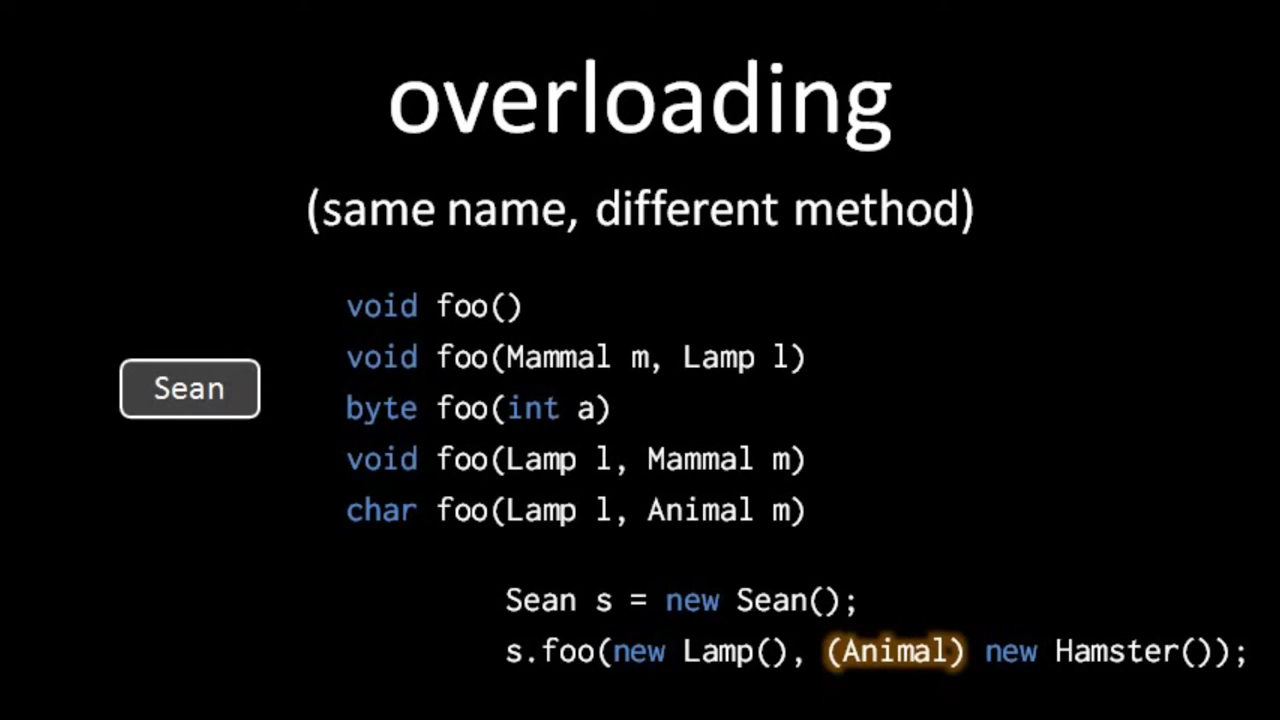 overloading
(same name, different method)
void foo()
void foo(Mammal m, Lamp l)
Sean
byte foo(int a)
void foo(Lamp l, Mammal m)
char foo(Lamp l, Animal m)
Sean s = new Sean();
s.foo(new Lamp(), (Animal) new Hamster());